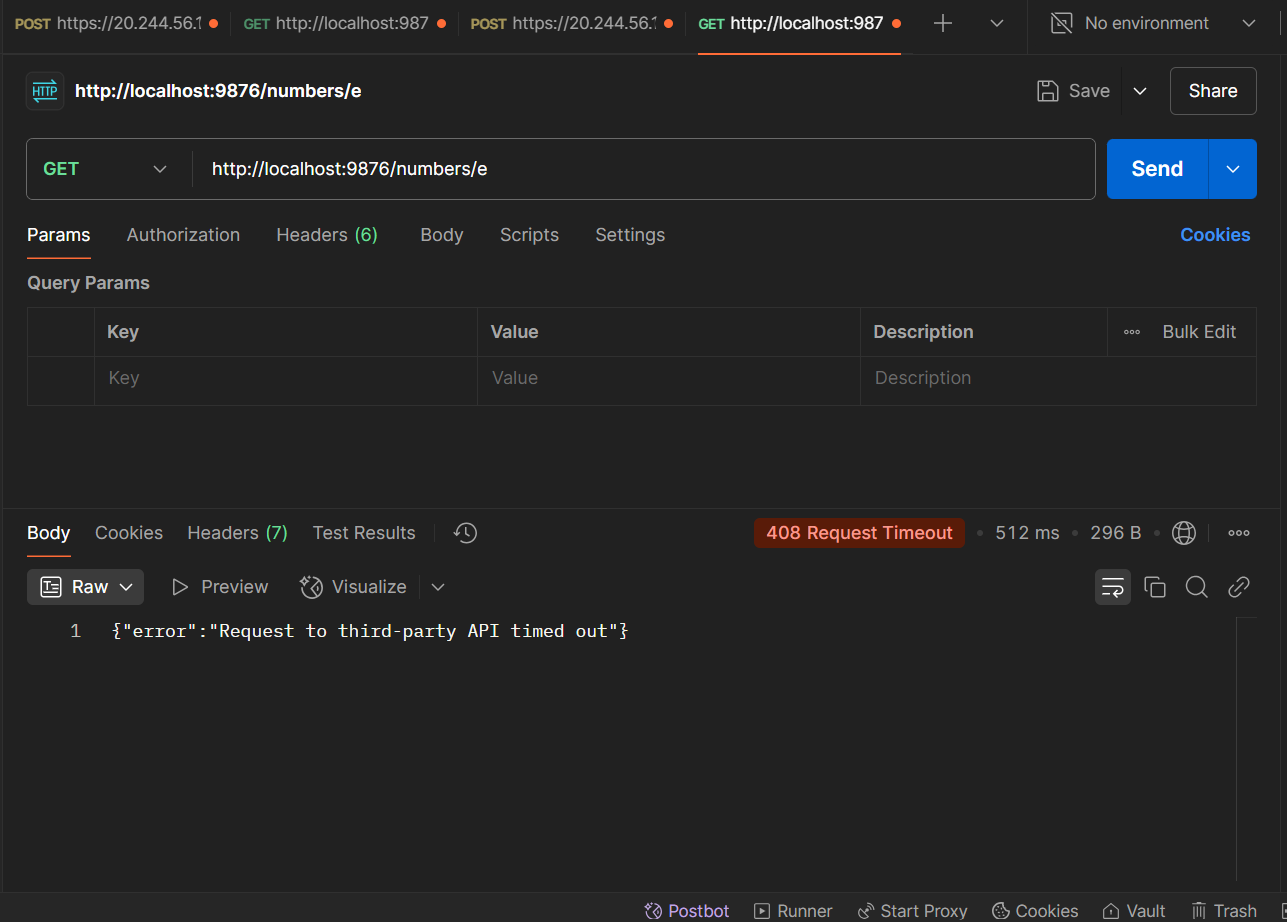 POST https://20.244.56.1 GET http://localhost:987 POST https://20.244.56.1 GET http://localhost:987 No environment
HTTP http://localhost:9876/numbers/e Save Share
GET http://localhost:9876/numbers/e Send
Params Authorization Headers (6) Body Scripts Settings Cookies
Query Params
Key Value Description Bulk Edit
Key Value Description
Body Cookies Headers (7) Test Results 408 Request Timeout 512 ms 296 B
Raw Preview Visualize
1 {"error":"Request to third-party API timed out"}
Postbot Runner Start Proxy Cookies Vault Trash